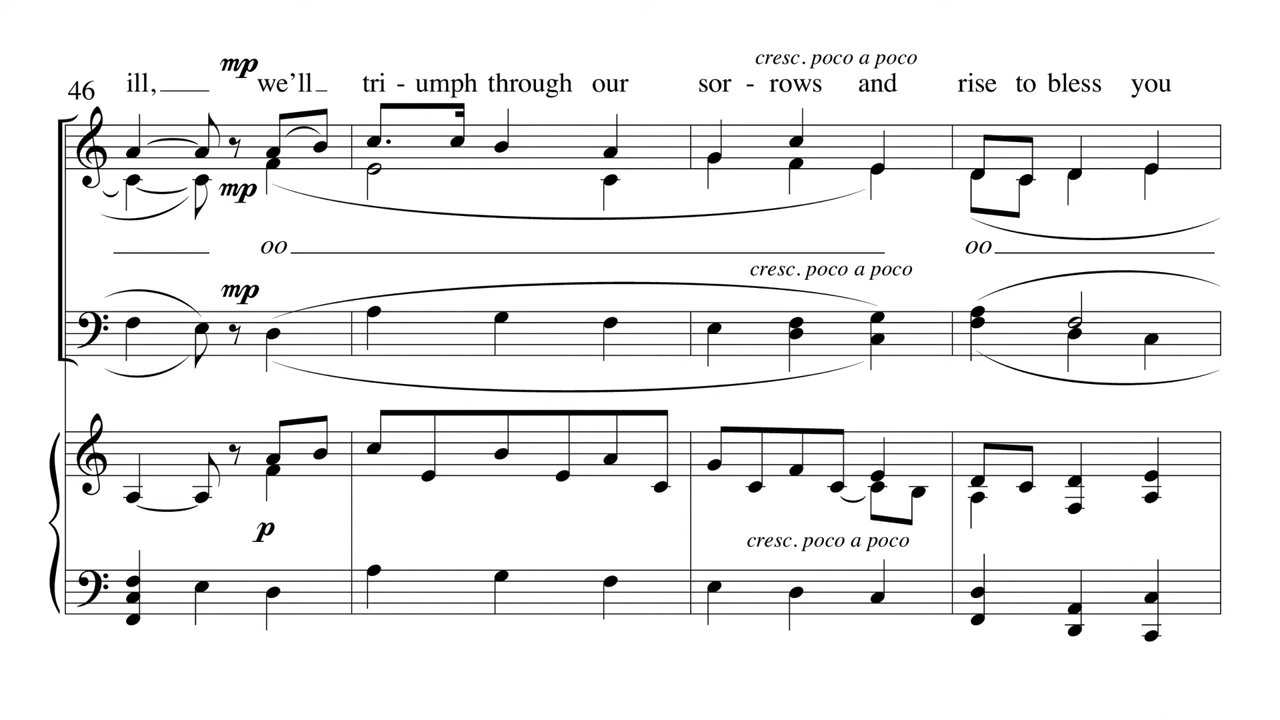 cresc. poco a poco
mp
46 ill, we'll tri - umph through our sor - rows and rise to bless you
mp
oo oo
cresc. poco a poco
mp
p
cresc. poco a poco